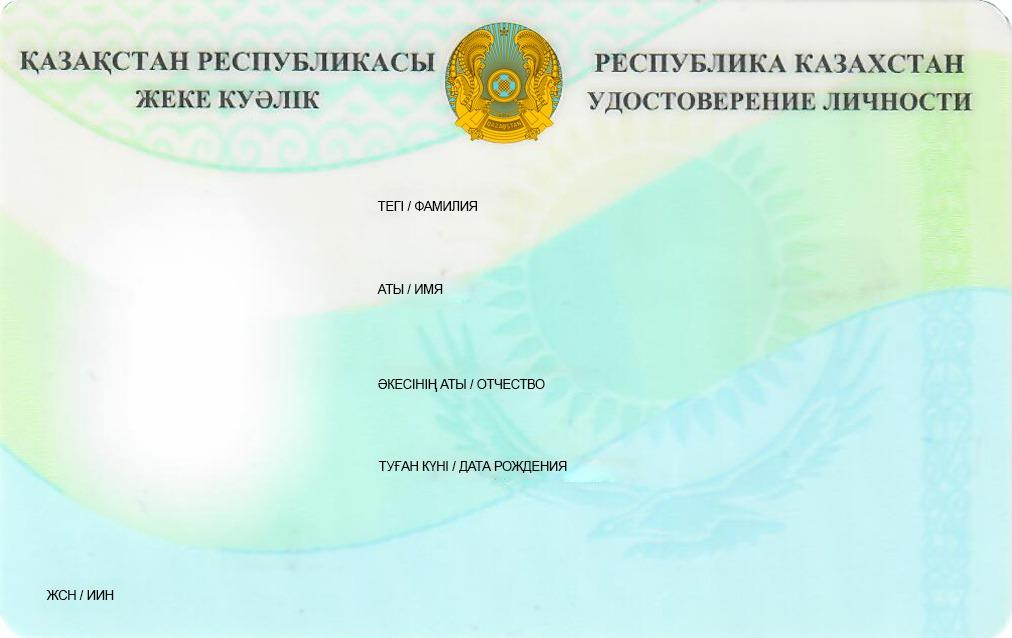 ҚАЗАҚСТАН РЕСПУБЛИКАСЫ
ЖЕКЕ КУӘЛІК
QAZAQSTAN
РЕСПУБЛИКА КАЗАХСТАН
УДОСТОВЕРЕНИЕ ЛИЧНОСТИ
ТЕГІ / ФАМИЛИЯ
АТЫ / ИМЯ
ӘКЕСІНІҢ АТЫ / ОТЧЕСТВО
ТУҒАН КҮНІ / ДАТА РОЖДЕНИЯ
ЖСН / ИИН